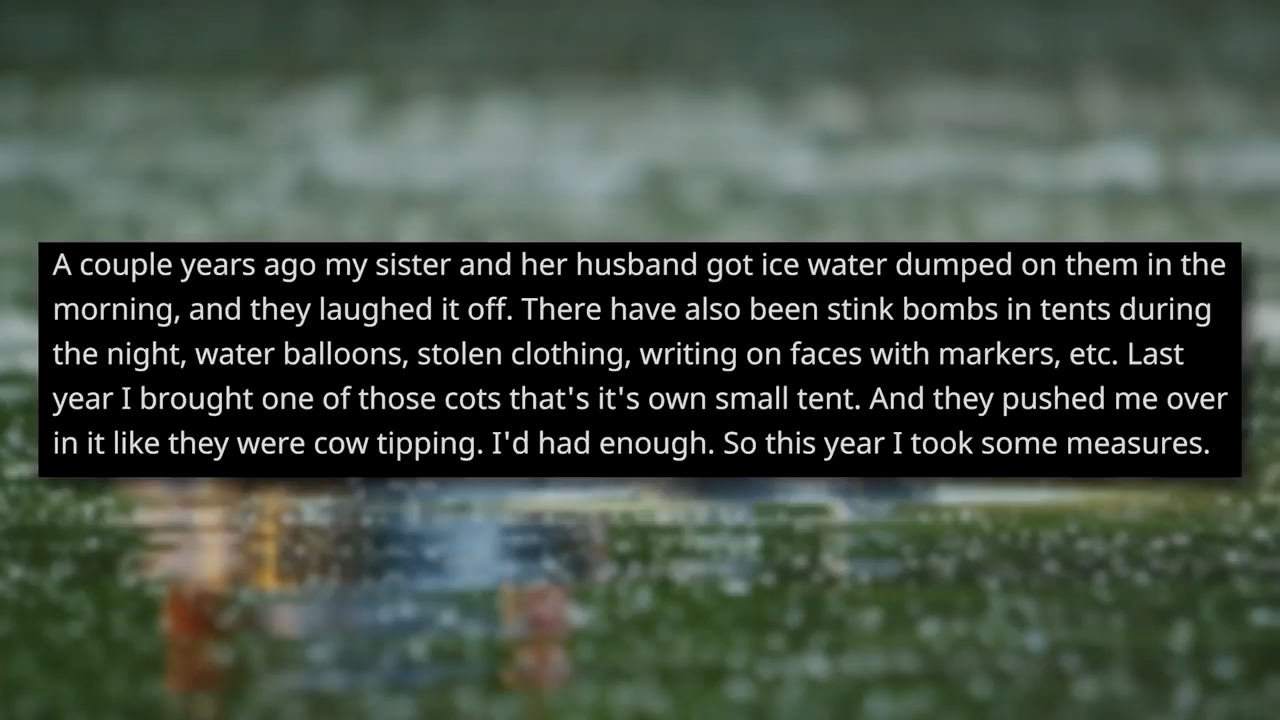 A couple years ago my sister and her husband got ice water dumped on them in the
morning, and they laughed it off. There have also been stink bombs in tents during
the night, water balloons, stolen clothing, writing on faces with markers, etc. Last
year I brought one of those cots that's it's own small tent. And they pushed me over
in it like they were cow tipping. I'd had enough. So this year I took some measures.